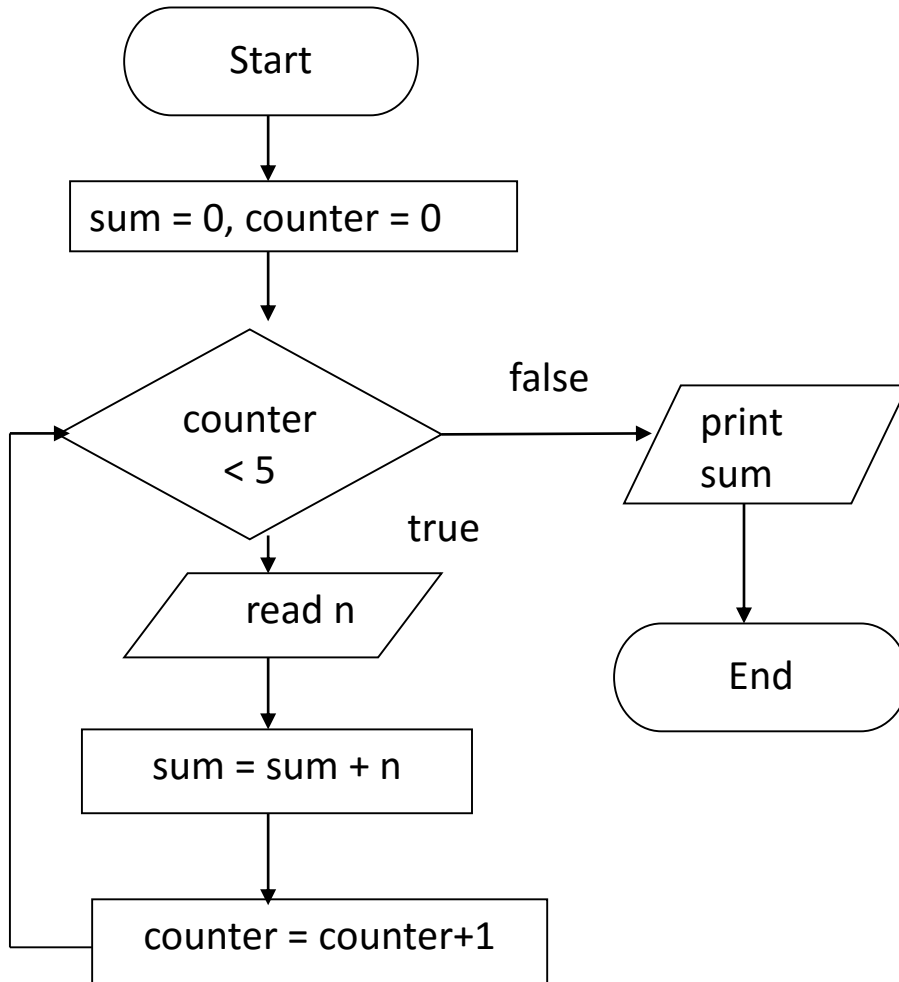 Start
sum = 0, counter = 0
counter
< 5
false
print
sum
true
read n
End
sum = sum + n
counter = counter+1